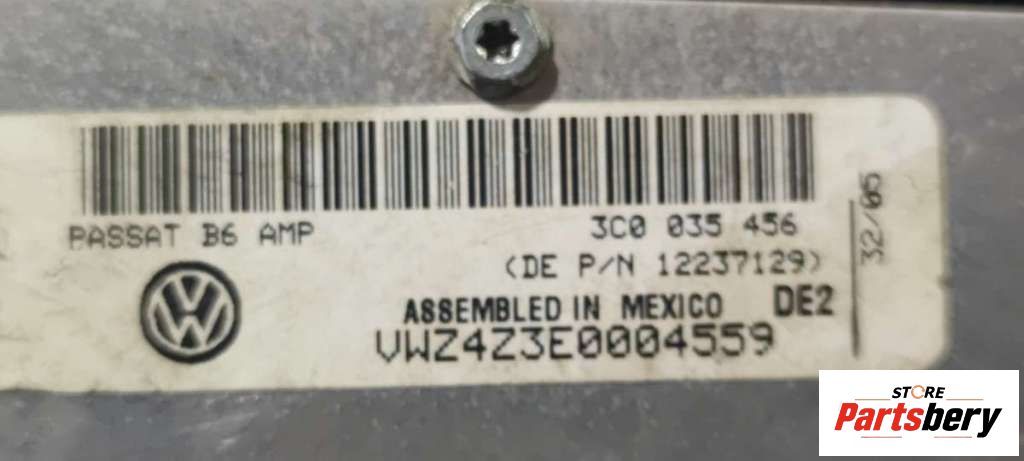 PASSAT B6 AMP
3C0 035 456
(DE P/N 12237129)
ASSEMBLED IN MEXICO DE2
VWZ4Z3E0004559
32/05
STORE
Partsbery